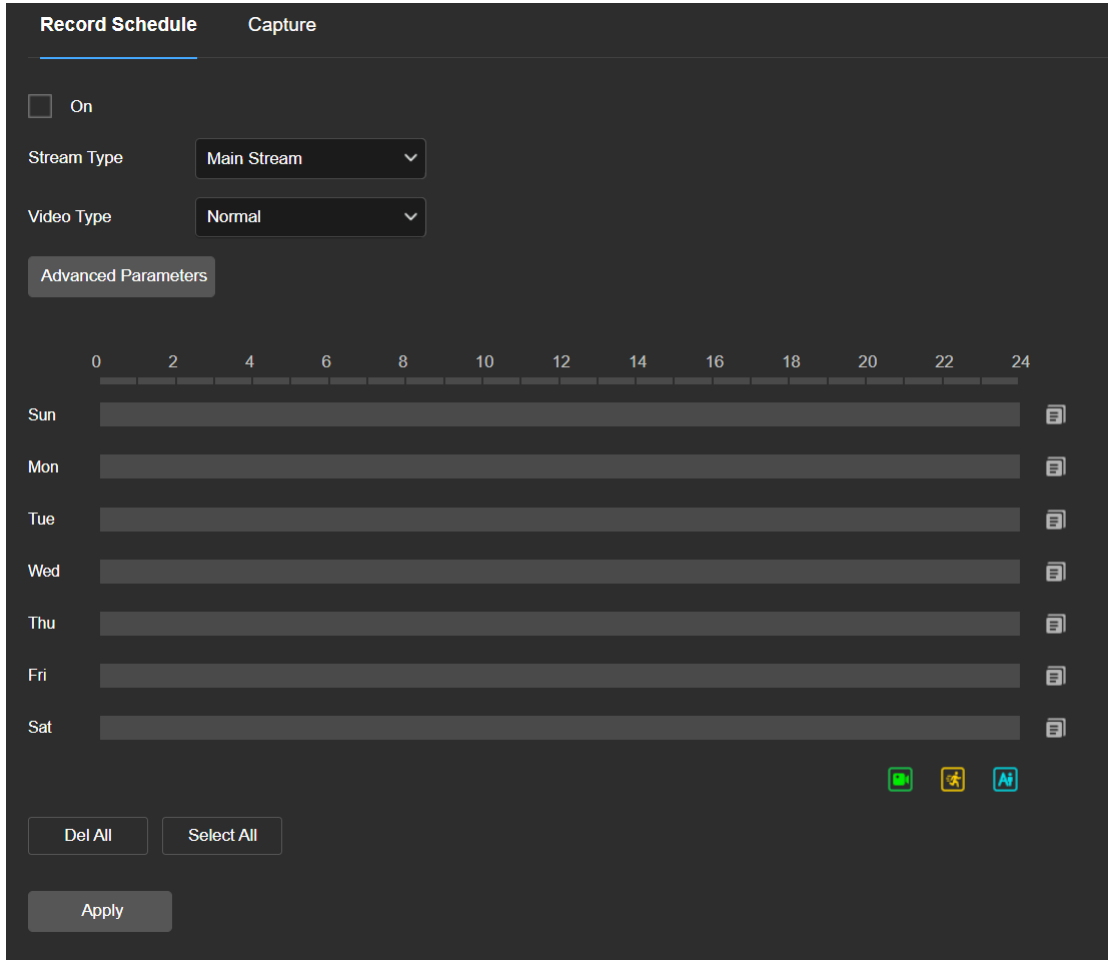 Record Schedule Capture
On
Stream Type Main Stream
Video Type Normal
Advanced Parameters
0 2 4 6 8 10 12 14 16 18 20 22 24
Sun
Mon
Tue
Wed
Thu
Fri
Sat
Del All Select All
Apply